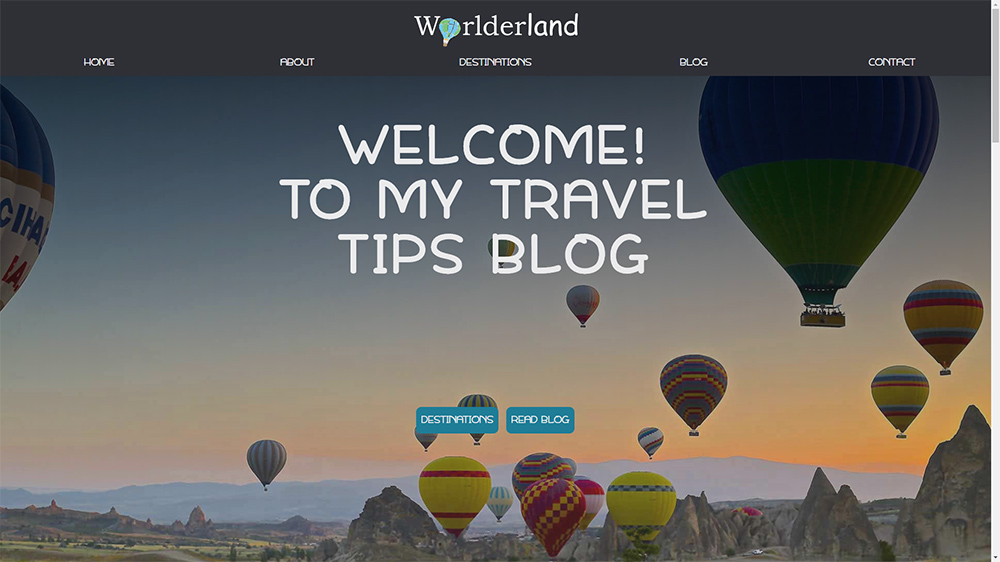 Worlderland
HOME ABOUT DESTINATIONS BLOG CONTACT
WELCOME!
TO MY TRAVEL
TIPS BLOG
DESTINATIONS READ BLOG